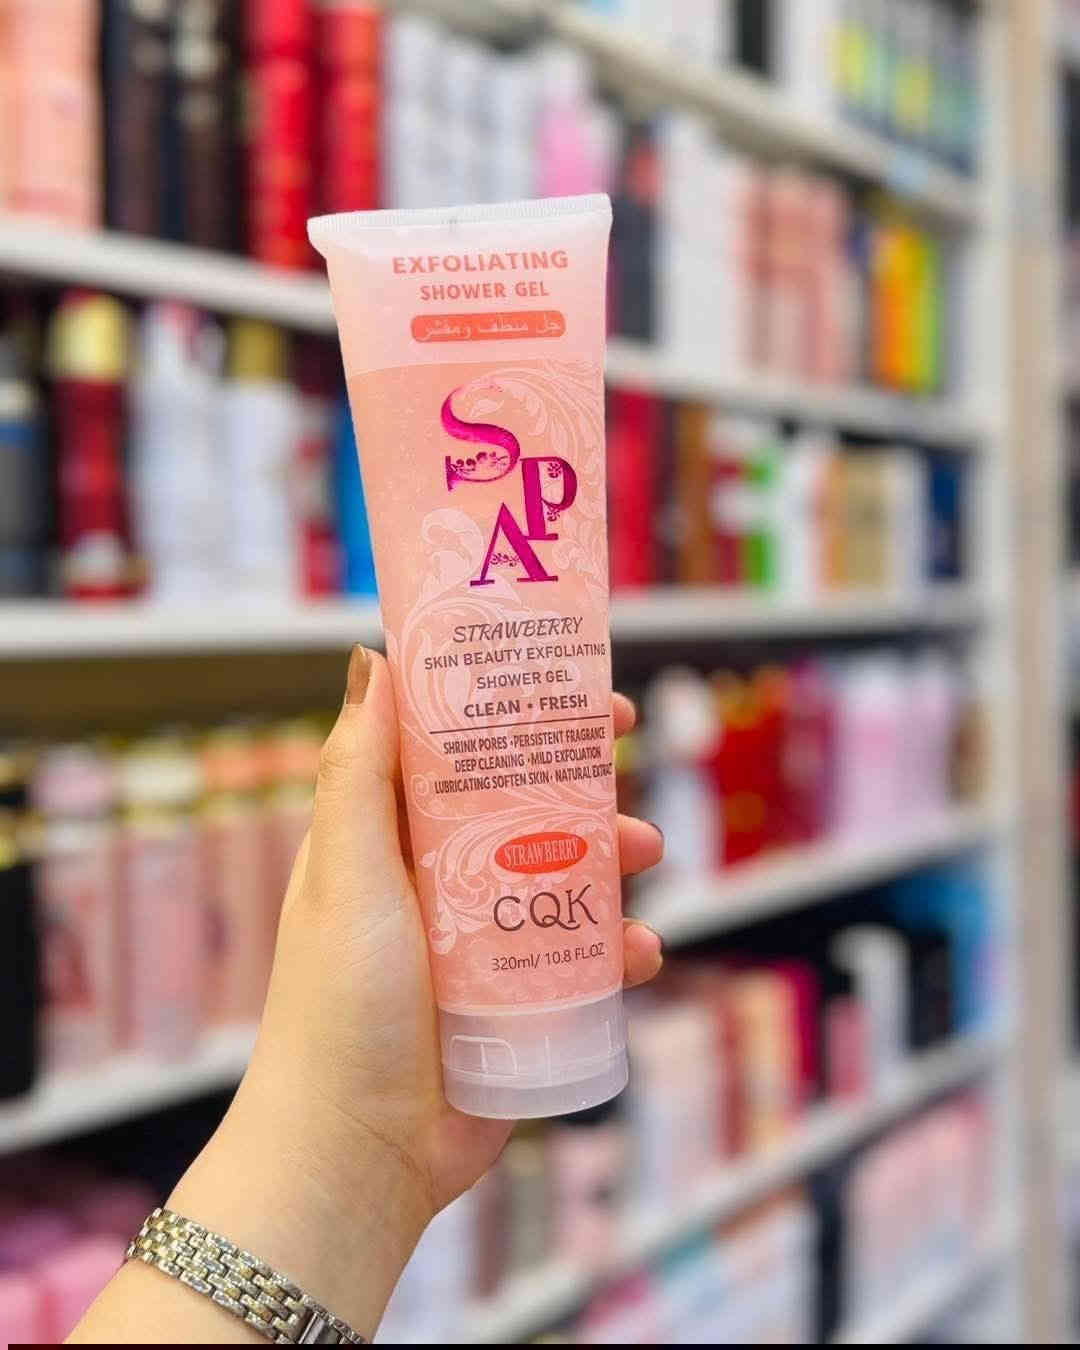 EXFOLIATING
SHOWER GEL
جل منظف ومقشر
SPA
STRAWBERRY
SKIN BEAUTY EXFOLIATING
SHOWER GEL
CLEAN • FRESH
SHRINK PORES •PERSISTENT FRAGRANCE
DEEP CLEANING •MILD EXFOLIATION
LUBRICATING SOFTEN SKIN• NATURAL EXTRACT
STRAWBERRY
CQK
320ml/ 10.8 FL.OZ